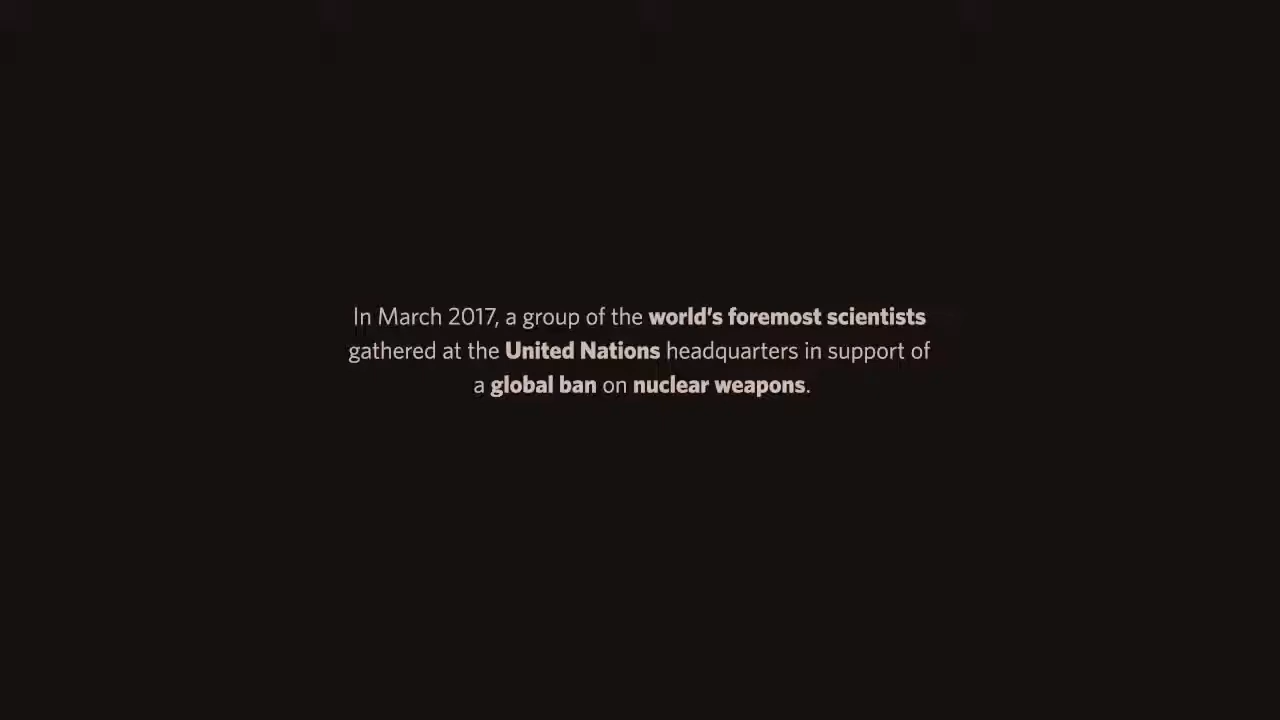 In March 2017, a group of the world's foremost scientists
gathered at the United Nations headquarters in support of
a global ban on nuclear weapons.